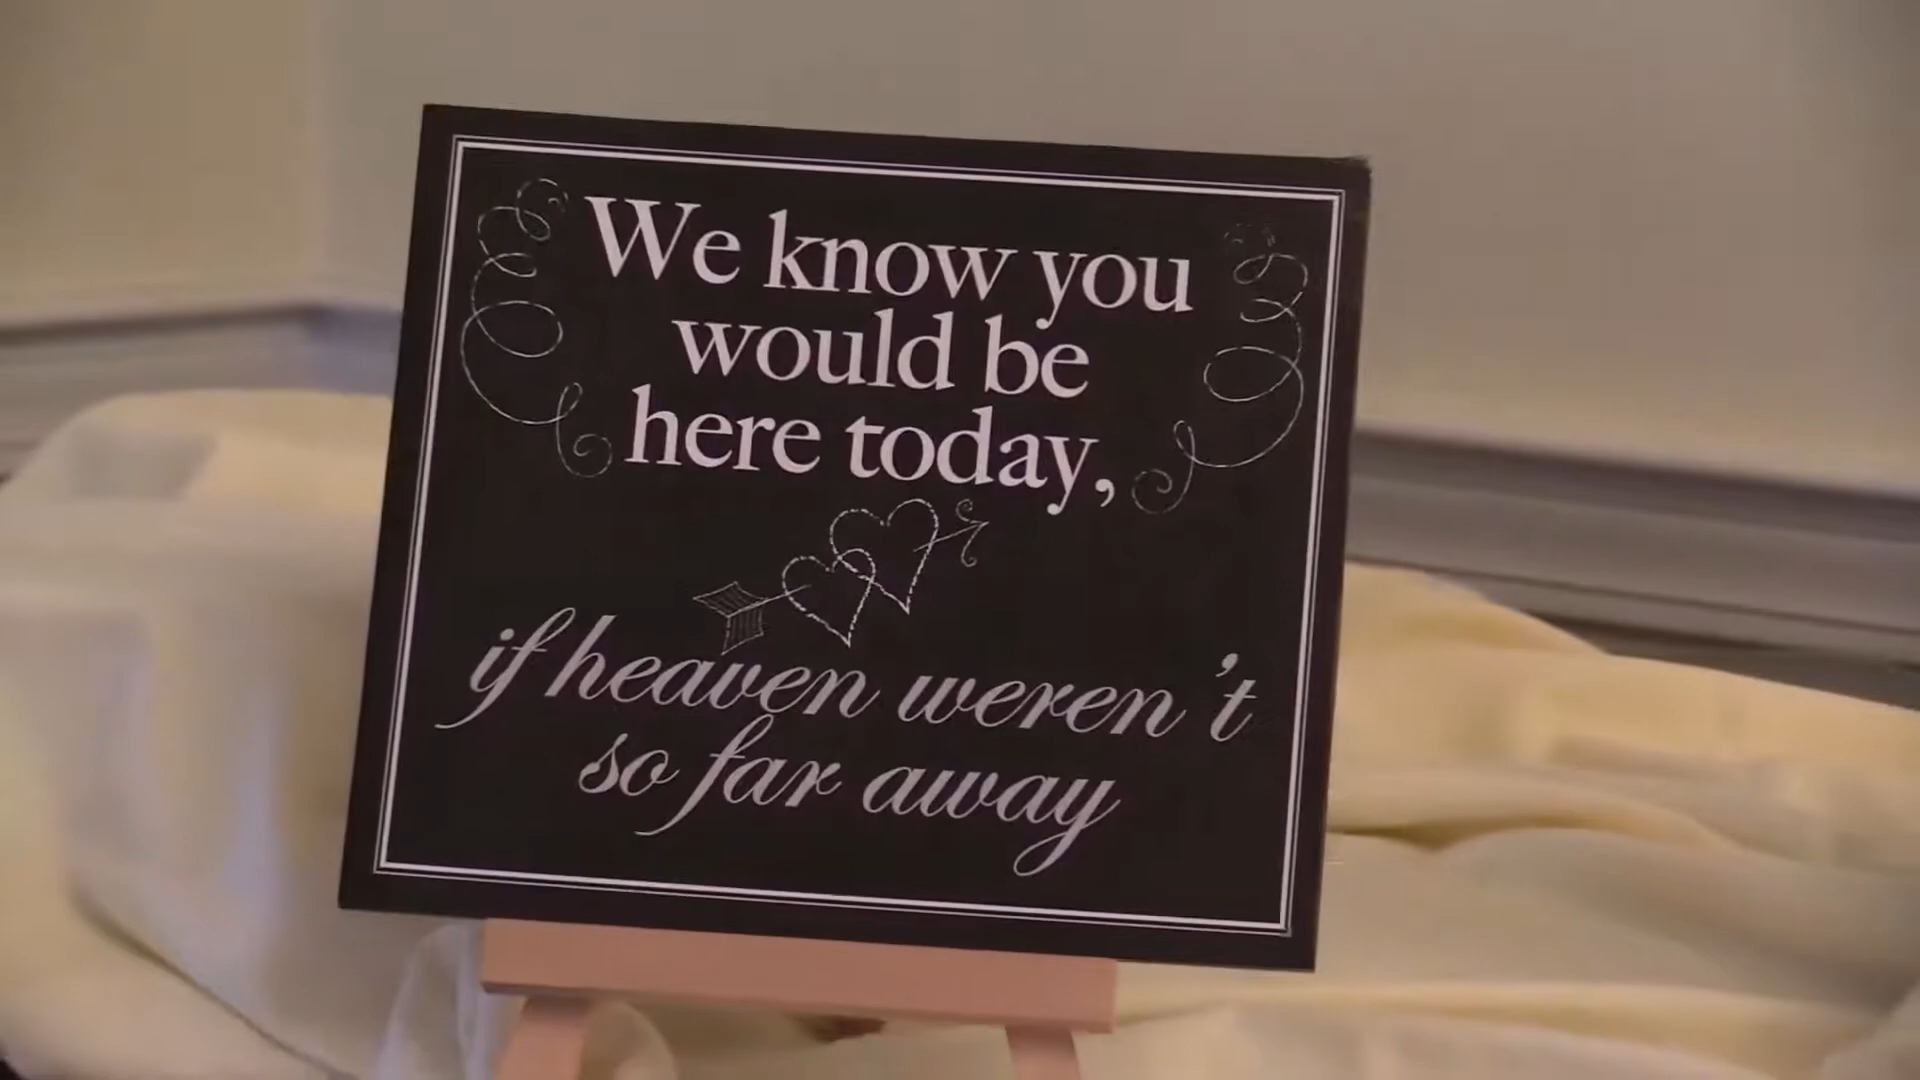 We know you
would be
here today,
if heaven weren't
so far away